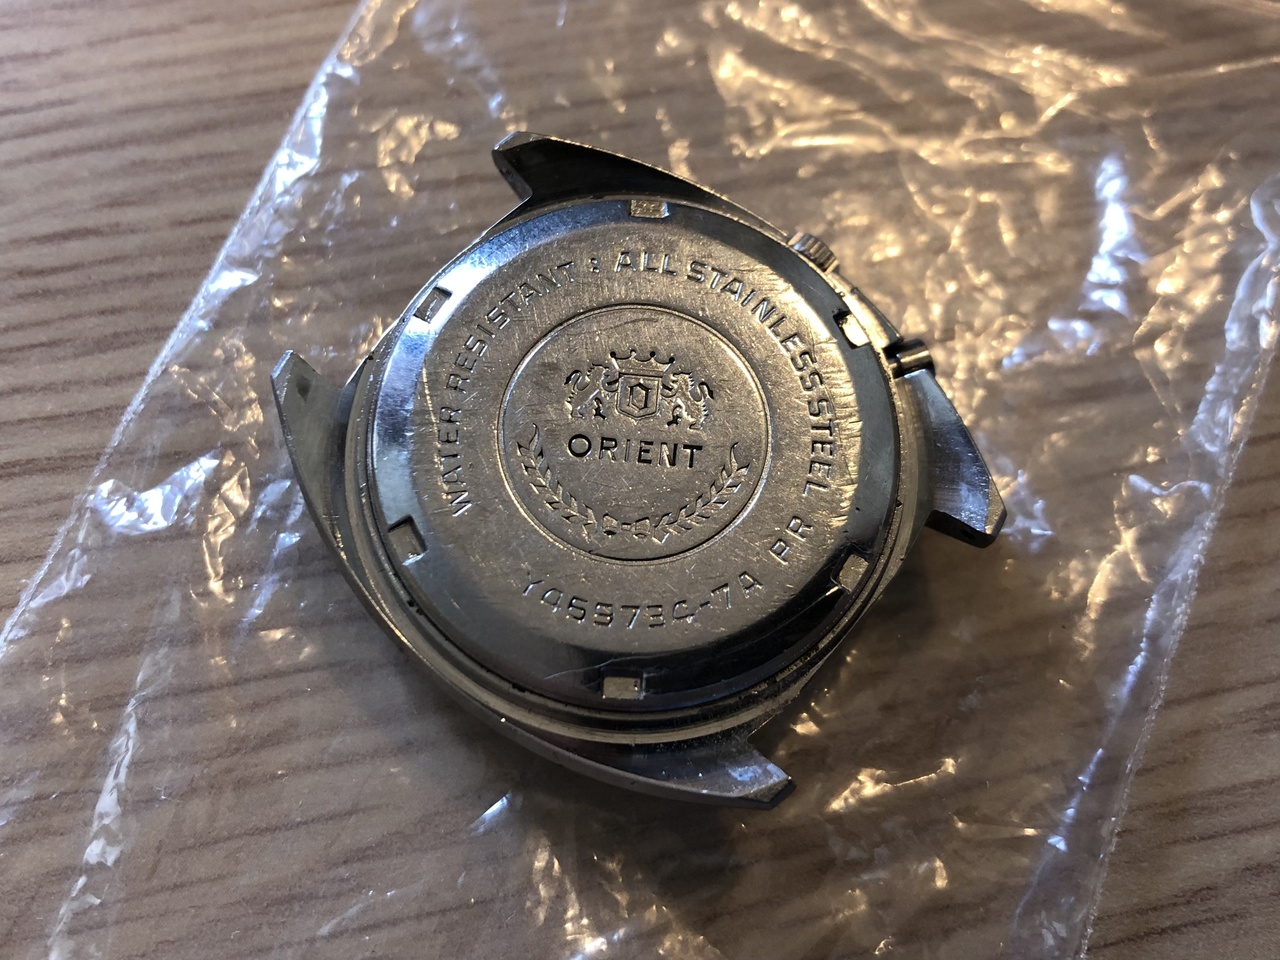 WATER RESISTANT : ALL STAINLESS STEEL
ORIENT
Y469734-7A PR